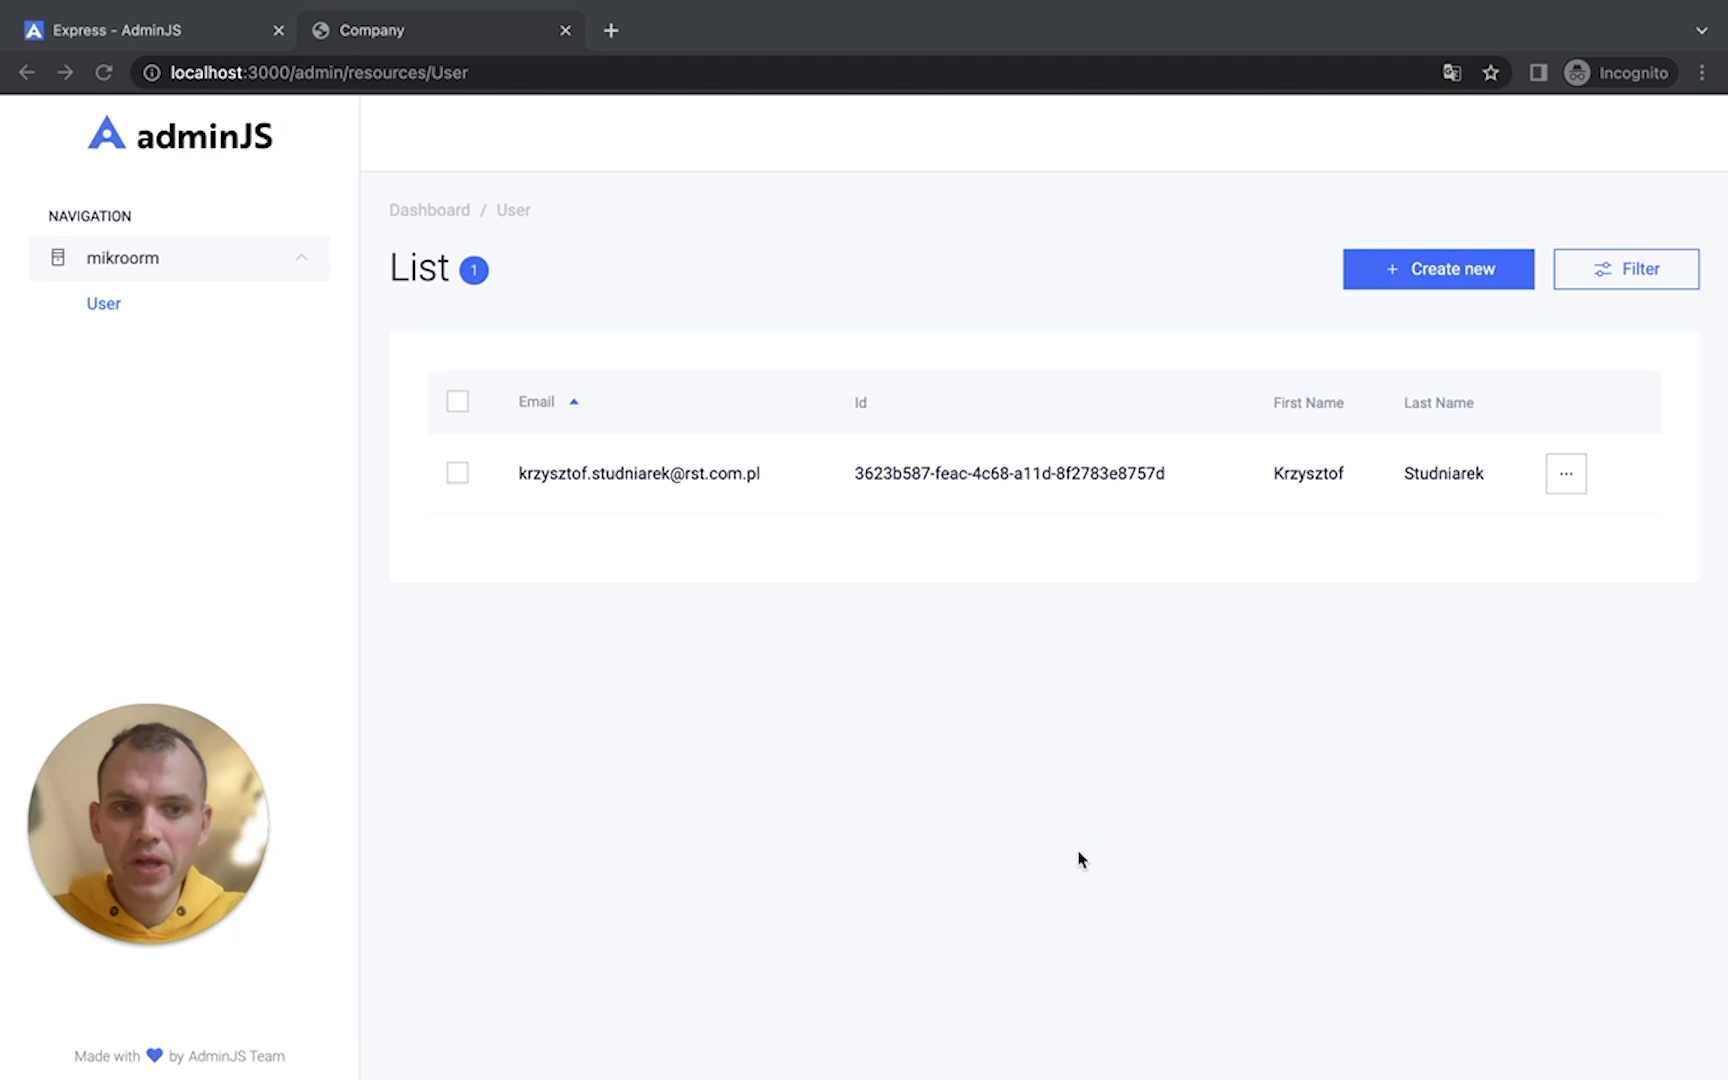 Express - AdminJS
Company
localhost:3000/admin/resources/User
Incognito
adminJS
NAVIGATION
mikroorm
User
Dashboard / User
List 1
+ Create new
Filter
Email Id First Name Last Name
krzysztof.studniarek@rst.com.pl 3623b587-feac-4c68-a11d-8f2783e8757d Krzysztof Studniarek ...
Made with 💙 by AdminJS Team